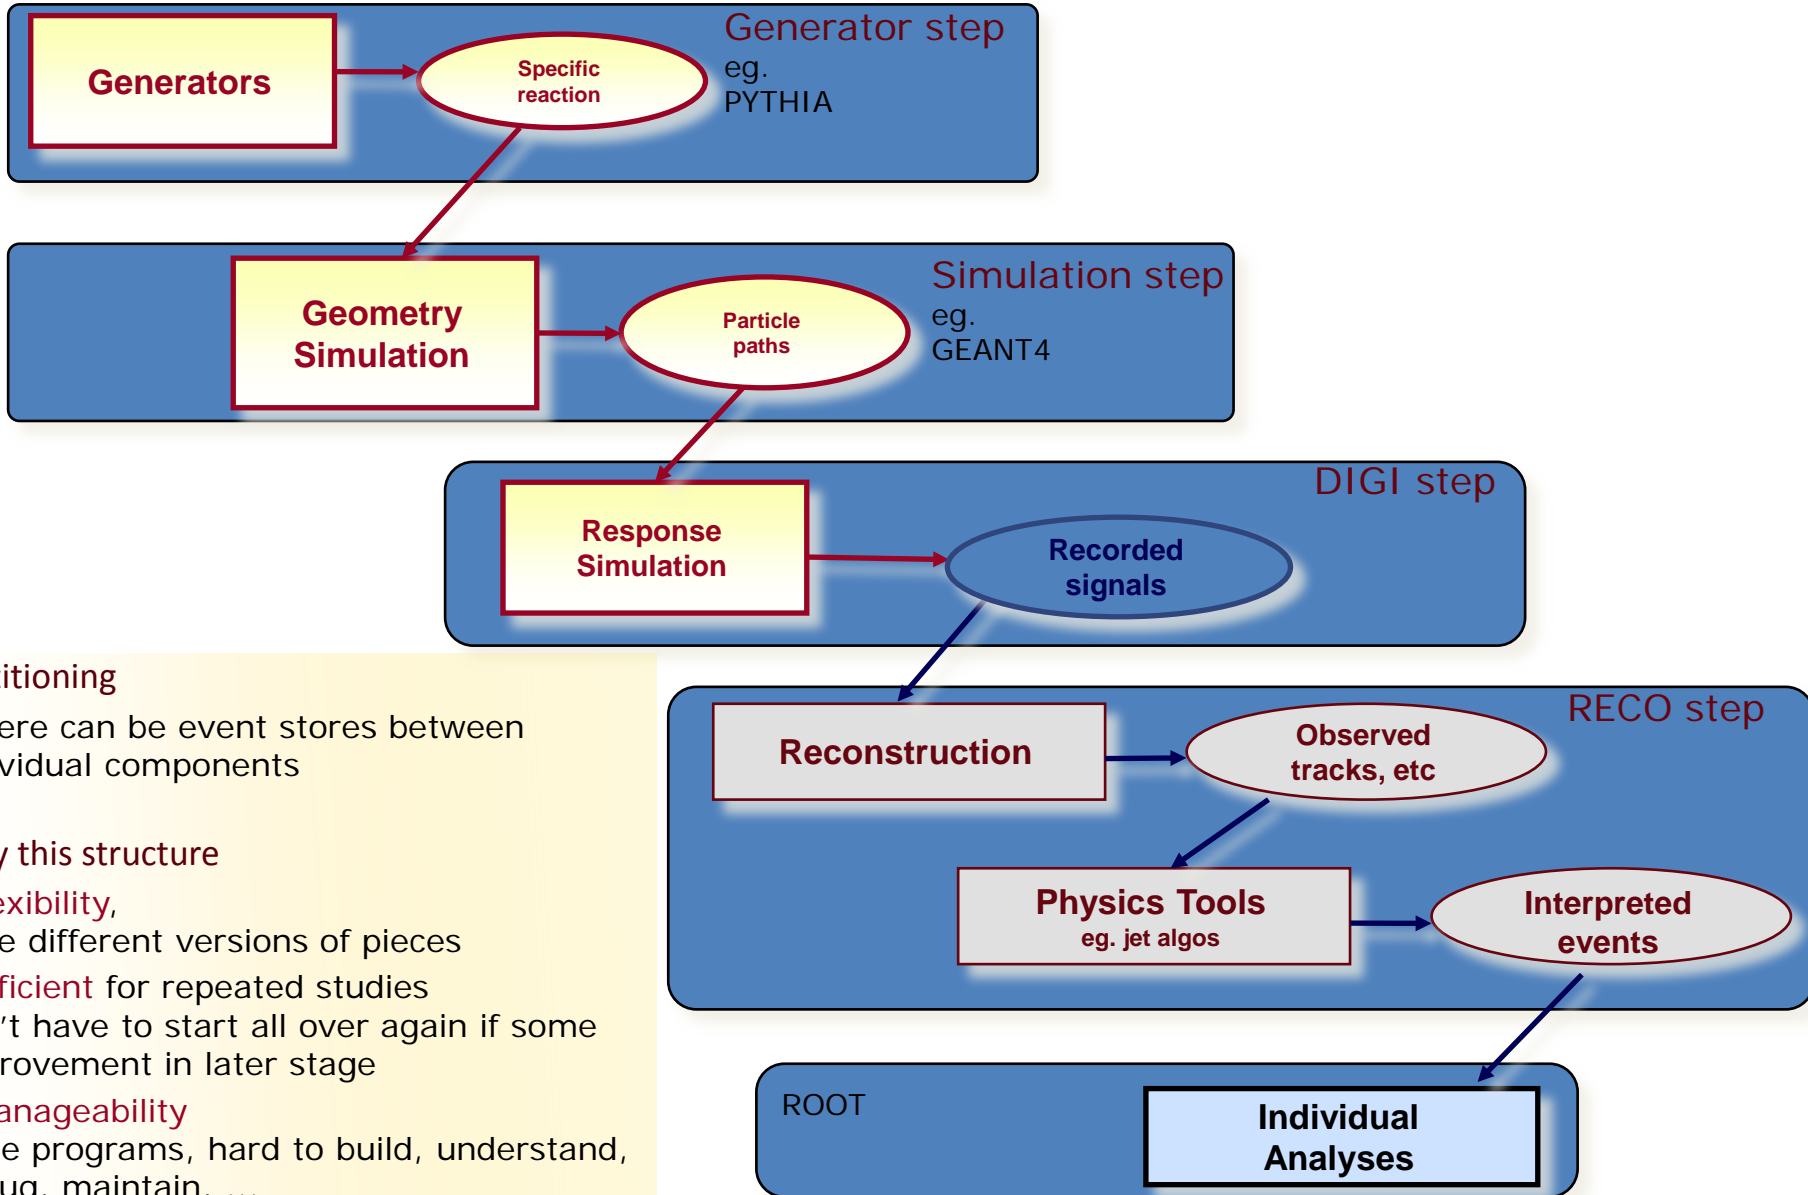 Generator step
eg.
PYTHIA
Generators
Specific
reaction
Simulation step
eg.
GEANT4
Geometry
Simulation
Particle
paths
DIGI step
Response
Simulation
Recorded
signals
RECO step
Reconstruction
Observed
tracks, etc
Physics Tools
eg. jet algos
Interpreted
events
ROOT
Individual
Analyses
titioning
ere can be event stores between
vidual components
y this structure
exibility,
e different versions of pieces
ficient for repeated studies
't have to start all over again if some
rovement in later stage
anageability
e programs, hard to build, understand,
ug, maintain, ...